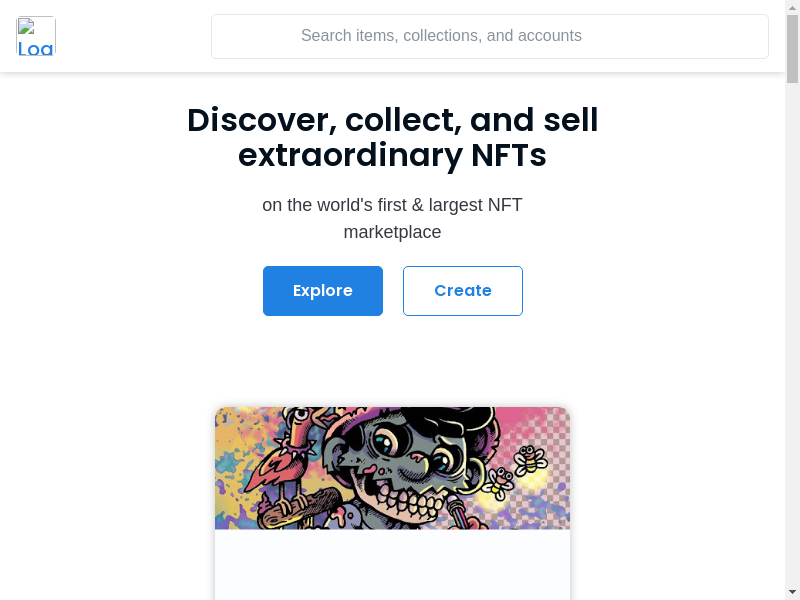 Search items, collections, and accounts
Discover, collect, and sell
extraordinary NFTs
on the world's first & largest NFT
marketplace
Explore
Create